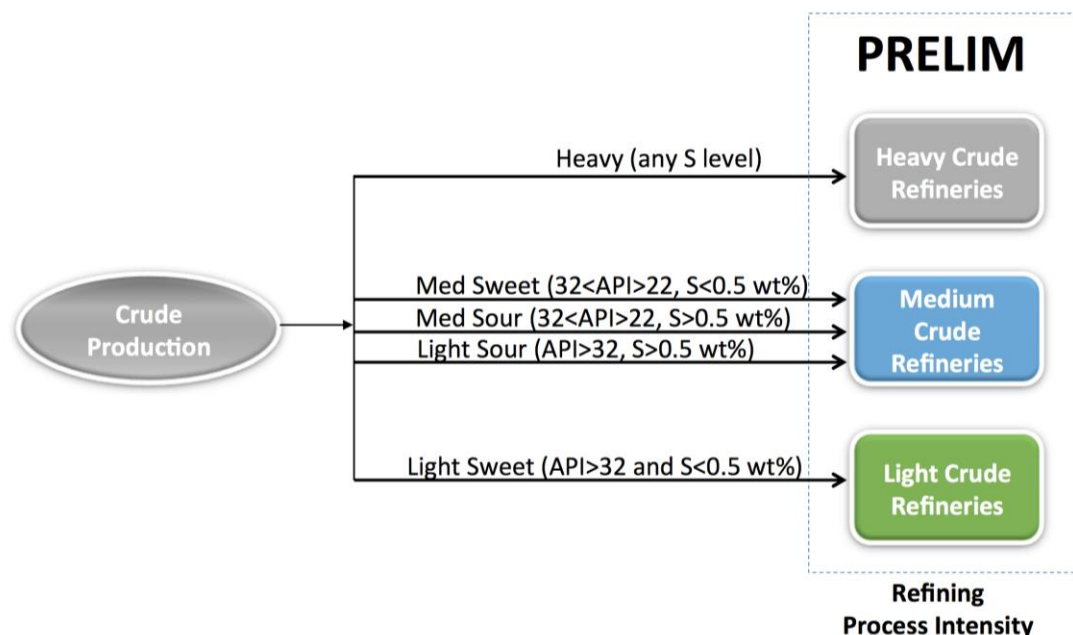 PRELIM
Heavy (any S level)
Heavy Crude
Refineries
Crude
Production
Med Sweet (32<API>22, S<0.5 wt%)
Med Sour (32<API>22, S>0.5 wt%)
Light Sour (API>32, S>0.5 wt%)
Medium
Crude
Refineries
Light Sweet (API>32 and S<0.5 wt%)
Light Crude
Refineries
Refining
Process Intensity